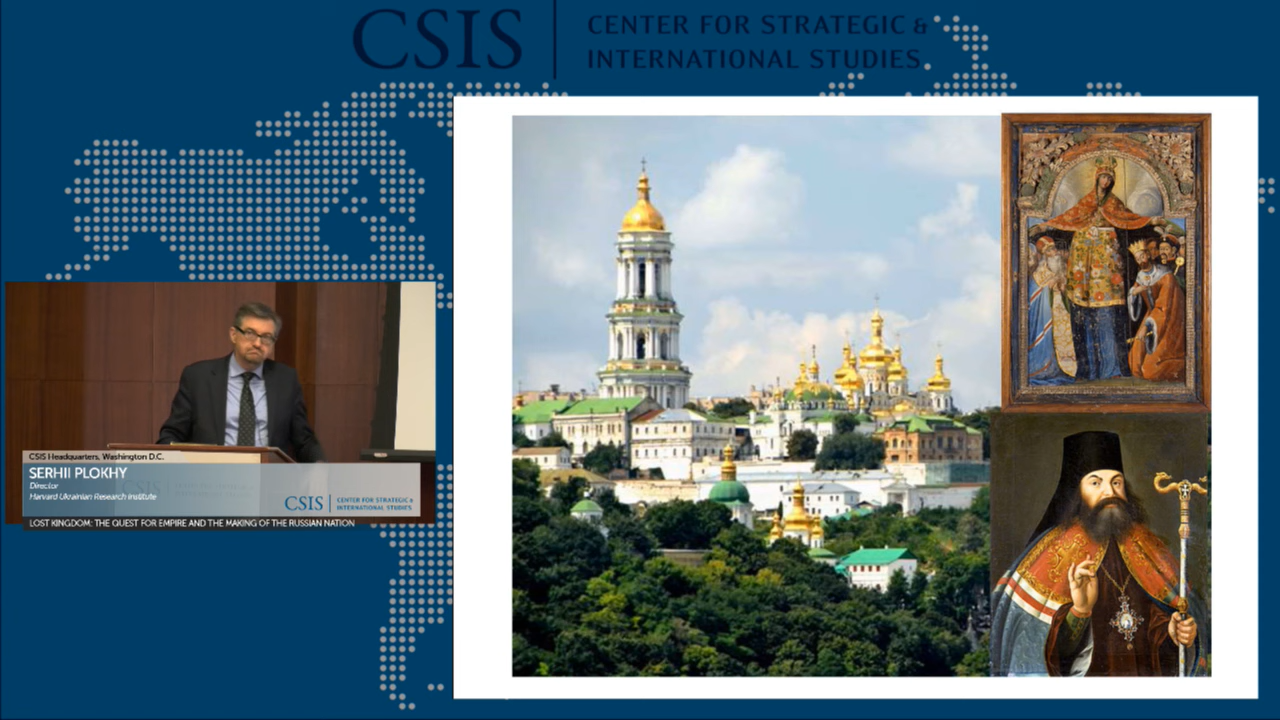 CSIS
CENTER FOR STRATEGIC &
INTERNATIONAL STUDIES
CSIS Headquarters, Washington D.C.
SERHII PLOKHY
Director
Harvard Ukrainian Research Institute
CSIS
CENTER FOR STRATEGIC &
INTERNATIONAL STUDIES
LOST KINGDOM: THE QUEST FOR EMPIRE AND THE MAKING OF THE RUSSIAN NATION